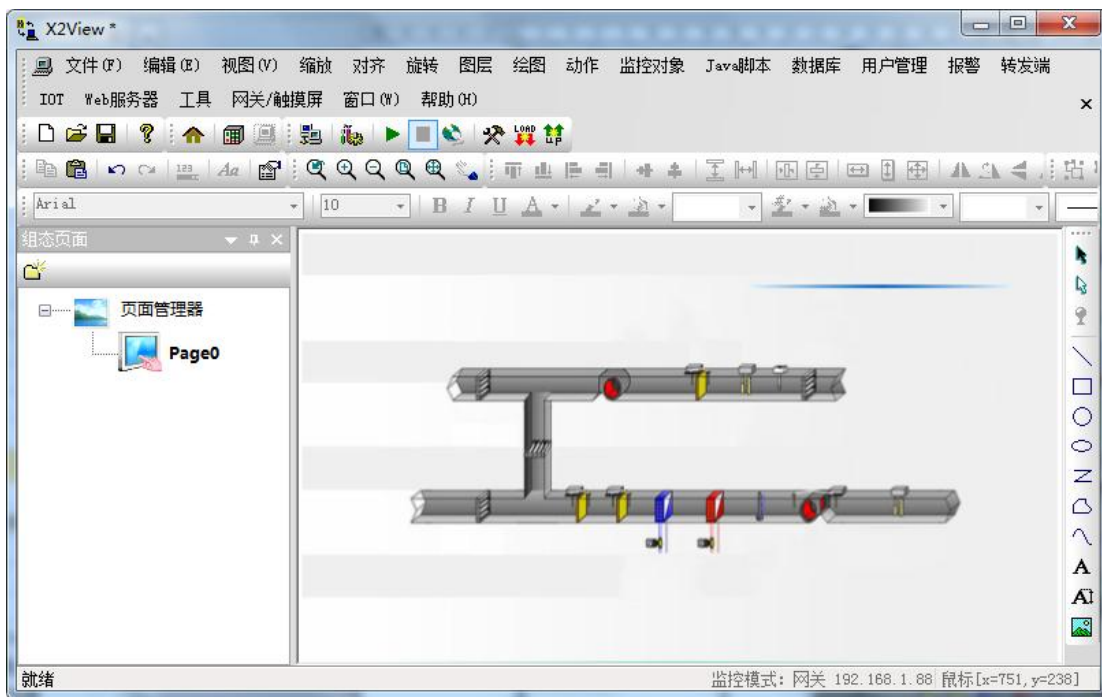 X2View *
文件(F) 编辑(E) 视图(V) 缩放 对齐 旋转 图层 绘图 动作 监控对象 Java脚本 数据库 用户管理 报警 转发端
IOT Web服务器 工具 网关/触摸屏 窗口(W) 帮助(H)
LOAD UP
123 Aa
Arial 10 B I U A
组态页面
页面管理器
Page0
A
A
就绪 监控模式: 网关 192.168.1.88 鼠标[x=751, y=238]